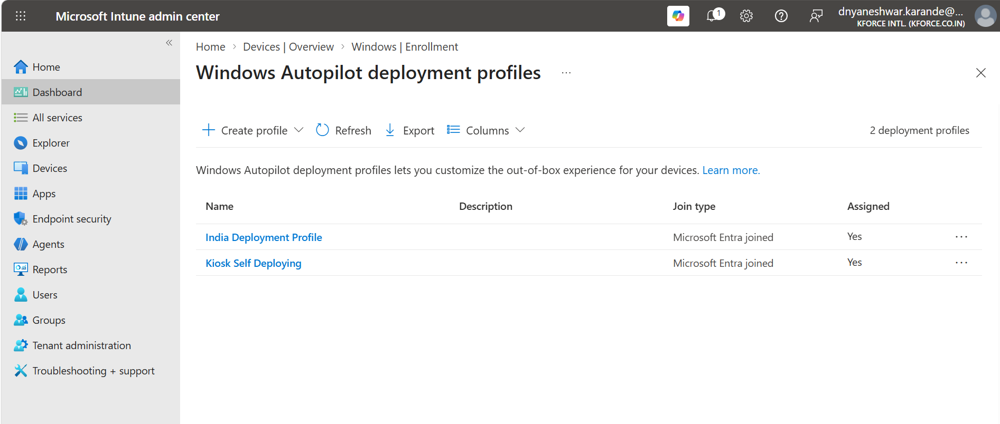 Microsoft Intune admin center
1
dnyaneshwar.karande@...
KFORCE INTL. (KFORCE.CO.IN)
Home
Dashboard
All services
Explorer
Devices
Apps
Endpoint security
Agents
Reports
Users
Groups
Tenant administration
Troubleshooting + support
Home > Devices | Overview > Windows | Enrollment
Windows Autopilot deployment profiles ...
Create profile Refresh Export Columns 2 deployment profiles
Windows Autopilot deployment profiles lets you customize the out-of-box experience for your devices. Learn more.
Name Description Join type Assigned
India Deployment Profile Microsoft Entra joined Yes ...
Kiosk Self Deploying Microsoft Entra joined Yes ...